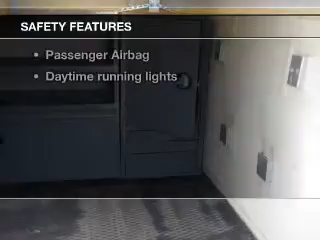 SAFETY FEATURES
• Passenger Airbag
• Daytime running lights